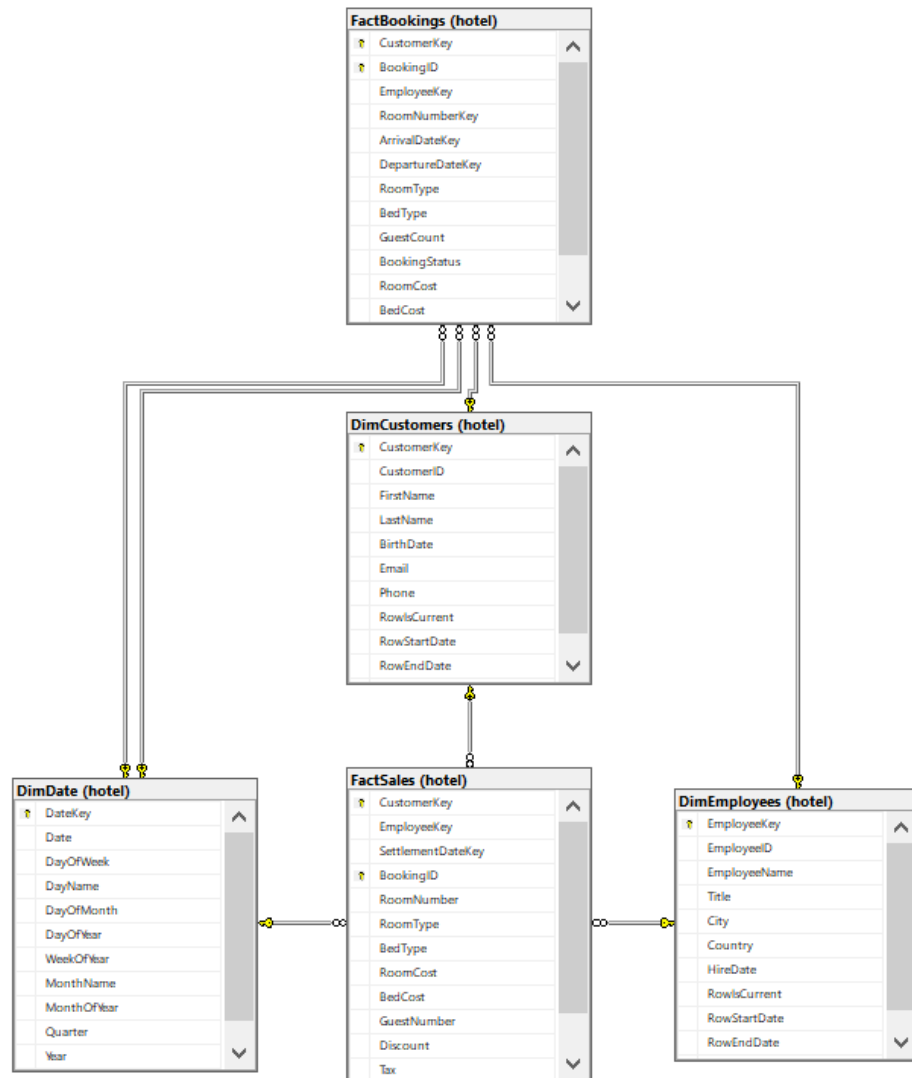 FactBookings (hotel)
CustomerKey
BookingID
EmployeeKey
RoomNumberKey
ArrivalDateKey
DepartureDateKey
RoomType
BedType
GuestCount
BookingStatus
RoomCost
BedCost
DimCustomers (hotel)
CustomerKey
CustomerID
FirstName
LastName
BirthDate
Email
Phone
RowIsCurrent
RowStartDate
RowEndDate
DimDate (hotel)
DateKey
Date
DayOfWeek
DayName
DayOfMonth
DayOfYear
WeekOfYear
MonthName
MonthOfYear
Quarter
Year
FactSales (hotel)
CustomerKey
EmployeeKey
SettlementDateKey
BookingID
RoomNumber
RoomType
BedType
RoomCost
BedCost
GuestNumber
Discount
Tax
DimEmployees (hotel)
EmployeeKey
EmployeeID
EmployeeName
Title
City
Country
HireDate
RowIsCurrent
RowStartDate
RowEndDate